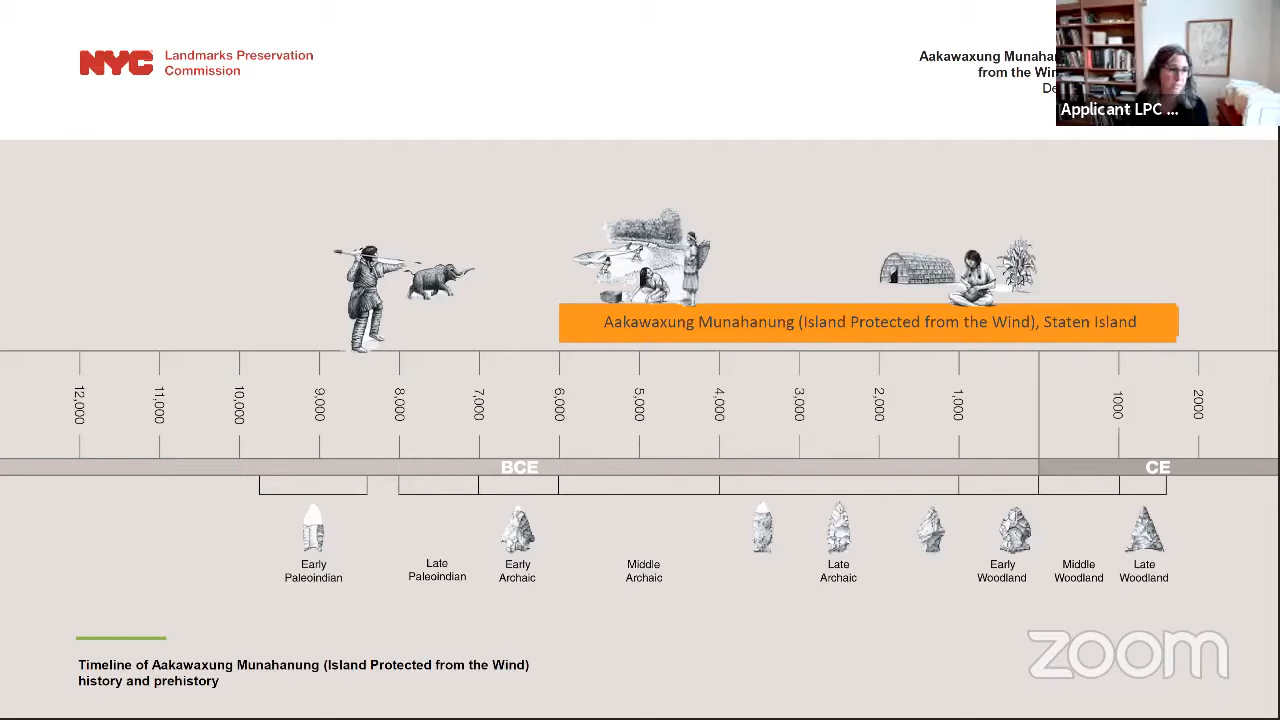 NYC Landmarks Preservation
Commission
Aakawaxung Munahan
from the Win
De
Applicant LPC ...
Aakawaxung Munahanung (Island Protected from the Wind), Staten Island
12,000
11,000
10,000
9,000
8,000
7,000
6,000
5,000
4,000
3,000
2,000
1,000
1000
2000
BCE
CE
Early
Paleoindian
Late
Paleoindian
Early
Archaic
Middle
Archaic
Late
Archaic
Early
Woodland
Middle
Woodland
Late
Woodland
Timeline of Aakawaxung Munahanung (Island Protected from the Wind)
history and prehistory
zoom